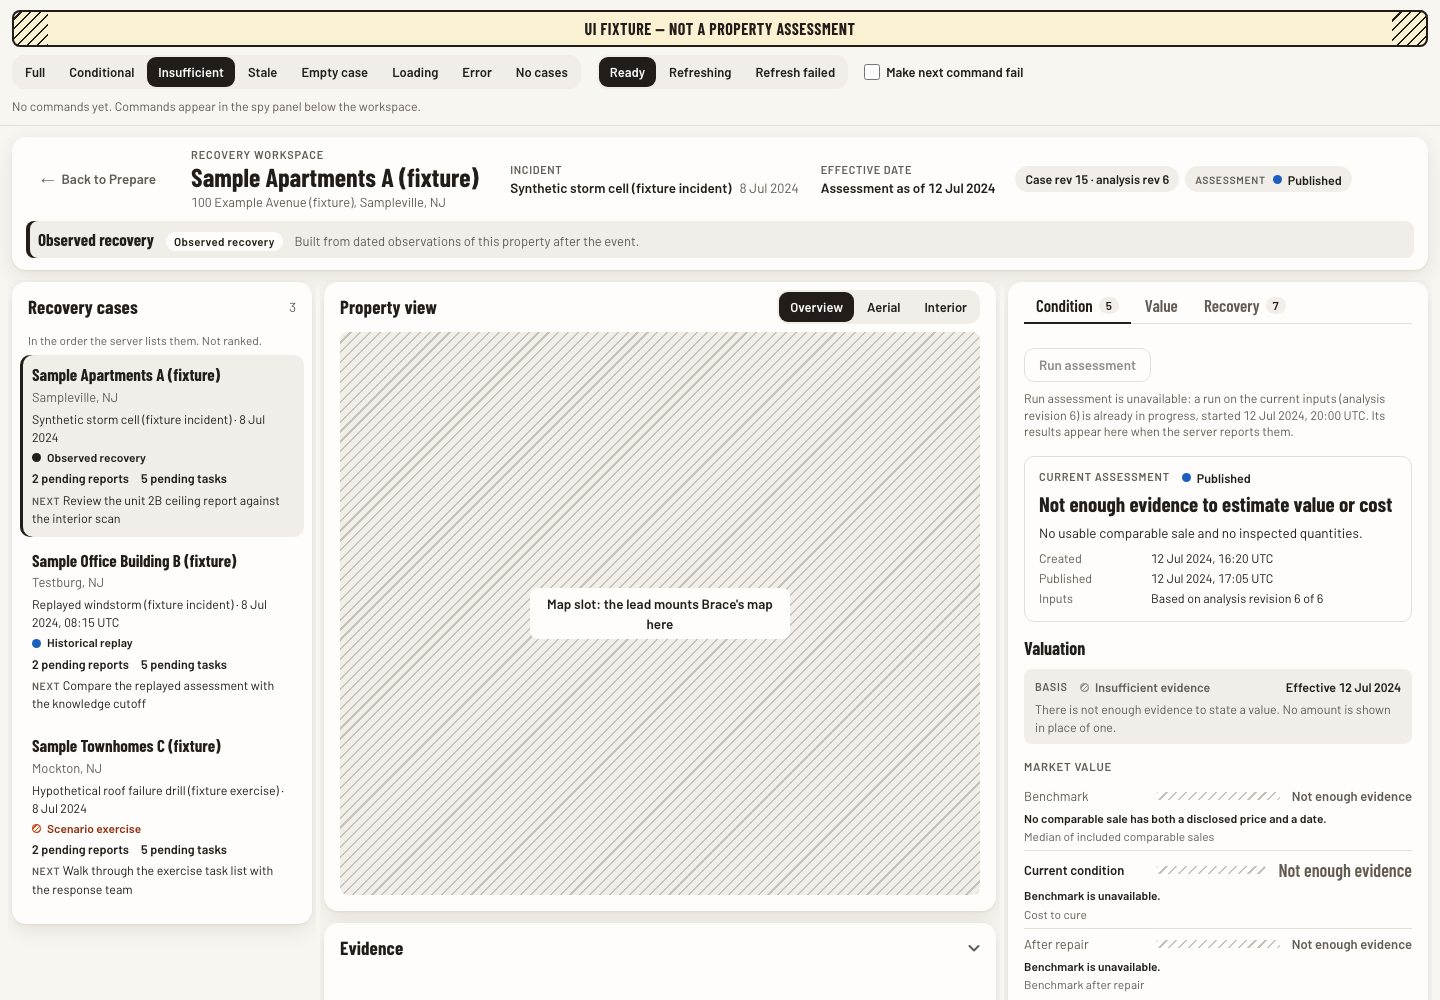 UI FIXTURE — NOT A PROPERTY ASSESSMENT
Full Conditional Insufficient Stale Empty case Loading Error No cases
Ready Refreshing Refresh failed
Make next command fail
No commands yet. Commands appear in the spy panel below the workspace.
← Back to Prepare
RECOVERY WORKSPACE
Sample Apartments A (fixture)
100 Example Avenue (fixture), Sampleville, NJ
INCIDENT
Synthetic storm cell (fixture incident) 8 Jul 2024
EFFECTIVE DATE
Assessment as of 12 Jul 2024
Case rev 15 · analysis rev 6
ASSESSMENT Published
Observed recovery Observed recovery Built from dated observations of this property after the event.
Recovery cases 3
In the order the server lists them. Not ranked.
Sample Apartments A (fixture)
Sampleville, NJ
Synthetic storm cell (fixture incident) · 8 Jul
2024
Observed recovery
2 pending reports 5 pending tasks
NEXT Review the unit 2B ceiling report against
the interior scan
Sample Office Building B (fixture)
Testburg, NJ
Replayed windstorm (fixture incident) · 8 Jul
2024, 08:15 UTC
Historical replay
2 pending reports 5 pending tasks
NEXT Compare the replayed assessment with
the knowledge cutoff
Sample Townhomes C (fixture)
Mockton, NJ
Hypothetical roof failure drill (fixture exercise) ·
8 Jul 2024
Scenario exercise
2 pending reports 5 pending tasks
NEXT Walk through the exercise task list with
the response team
Property view
Overview Aerial Interior
Map slot: the lead mounts Brace's map
here
Evidence
Condition 5 Value Recovery 7
Run assessment
Run assessment is unavailable: a run on the current inputs (analysis
revision 6) is already in progress, started 12 Jul 2024, 20:00 UTC. Its
results appear here when the server reports them.
CURRENT ASSESSMENT Published
Not enough evidence to estimate value or cost
No usable comparable sale and no inspected quantities.
Created 12 Jul 2024, 16:20 UTC
Published 12 Jul 2024, 17:05 UTC
Inputs Based on analysis revision 6 of 6
Valuation
BASIS Insufficient evidence Effective 12 Jul 2024
There is not enough evidence to state a value. No amount is shown
in place of one.
MARKET VALUE
Benchmark Not enough evidence
No comparable sale has both a disclosed price and a date.
Median of included comparable sales
Current condition Not enough evidence
Benchmark is unavailable.
Cost to cure
After repair Not enough evidence
Benchmark is unavailable.
Benchmark after repair